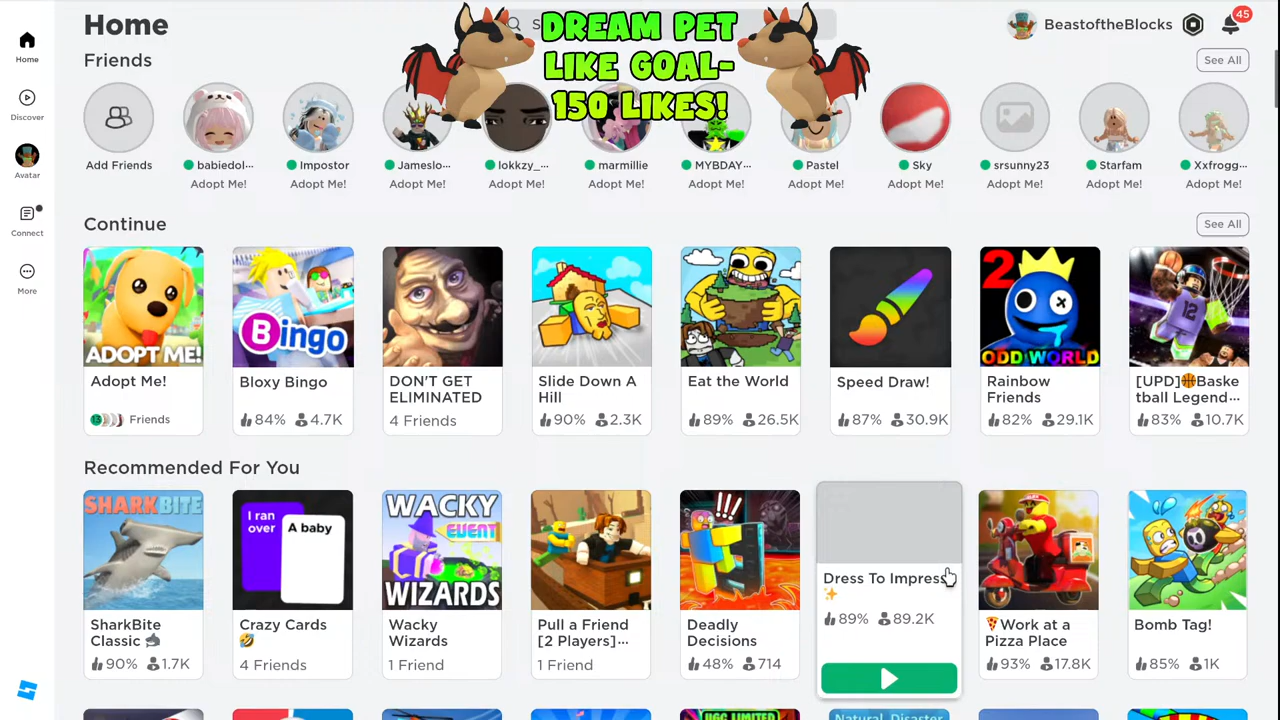 Home
S
DREAM PET
LIKE GOAL-
150 LIKES!
BeastoftheBlocks
45
Home
Discover
Avatar
Connect
More
Friends
See All
Add Friends
babiedol...
Impostor
Jameslo...
lokkzy_...
marmillie
MYBDAY...
Pastel
Sky
srsunny23
Starfam
Xxfrogg...
Adopt Me!
Adopt Me!
Adopt Me!
Adopt Me!
Adopt Me!
Adopt Me!
Adopt Me!
Adopt Me!
Adopt Me!
Adopt Me!
Adopt Me!
Continue
See All
ADOPT ME!
Adopt Me!
13
Friends
Bingo
Bloxy Bingo
84% 4.7K
DON'T GET
ELIMINATED
4 Friends
Slide Down A
Hill
90% 2.3K
Eat the World
89% 26.5K
Speed Draw!
87% 30.9K
2
ODD WORLD
Rainbow
Friends
82% 29.1K
12
[UPD]🏀Baske
tball Legend...
83% 10.7K
Recommended For You
SHARKBITE
SharkBite
Classic 🦈
90% 1.7K
I ran
over
A baby
Crazy Cards
🤣
4 Friends
WACKY
EVENT
WIZARDS
Wacky
Wizards
1 Friend
Pull a Friend
[2 Players]...
1 Friend
!!!
Deadly
Decisions
48% 714
Dress To Impress
✨
89% 89.2K
🍕Work at a
Pizza Place
93% 17.8K
Bomb Tag!
85% 1K
UGC LIMITED
Natural Disaster